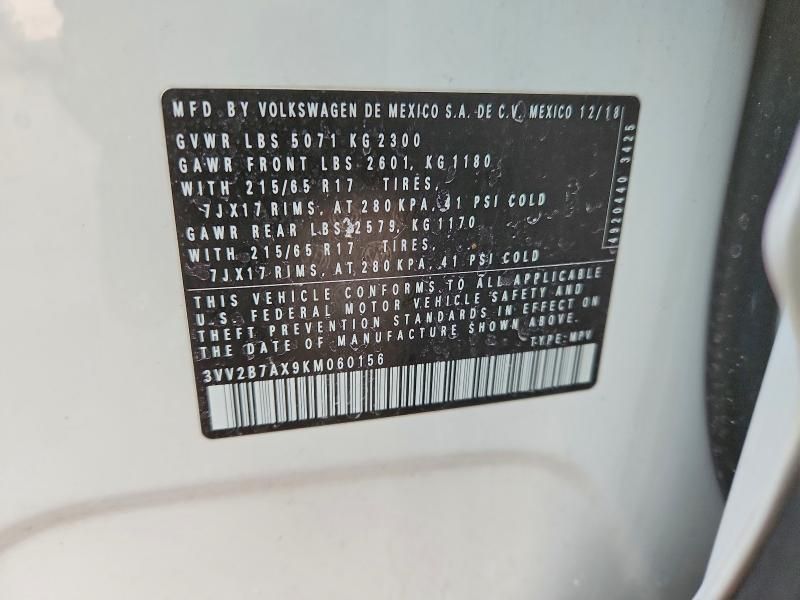 MFD. BY VOLKSWAGEN DE MEXICO S.A. DE C.V. MEXICO 12/18
GVWR LBS 5071 KG 2300
GAWR FRONT LBS 2601, KG 1180
WITH 215/65 R17 TIRES,
7JX17 RIMS, AT 280 KPA, 41 PSI COLD
GAWR REAR LBS 2579, KG 1170
WITH 215/65 R17 TIRES,
7JX17 RIMS, AT 280 KPA, 41 PSI COLD
THIS VEHICLE CONFORMS TO ALL APPLICABLE
U.S. FEDERAL MOTOR VEHICLE SAFETY AND
THEFT PREVENTION STANDARDS IN EFFECT ON
THE DATE OF MANUFACTURE SHOWN ABOVE.
TYPE: MPV
3VV2B7AX9KM060156
4920440 3425